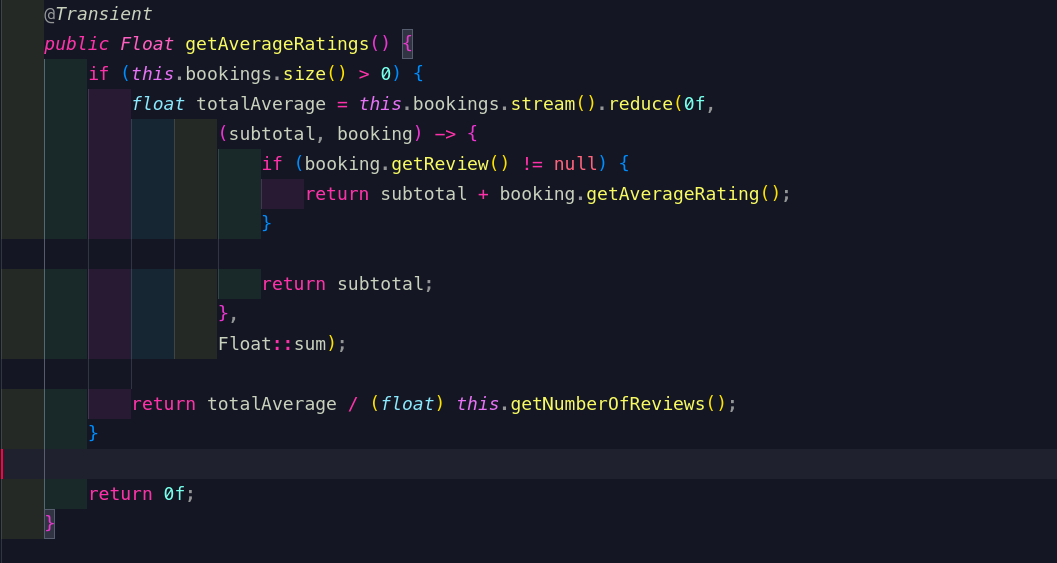 @Transient
public Float getAverageRatings() {
    if (this.bookings.size() > 0) {
        float totalAverage = this.bookings.stream().reduce(0f,
                (subtotal, booking) -> {
                    if (booking.getReview() != null) {
                        return subtotal + booking.getAverageRating();
                    }

                    return subtotal;
                },
                Float::sum);

        return totalAverage / (float) this.getNumberOfReviews();
    }

    return 0f;
}